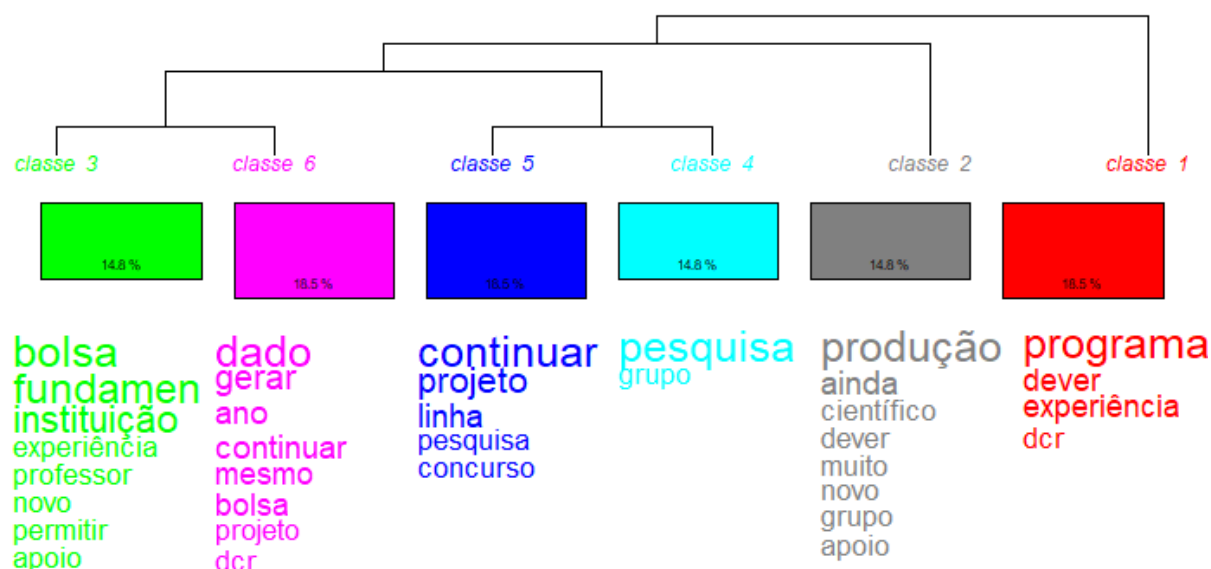 classe 3
classe 6
classe 5
classe 4
classe 2
classe 1
14.8 %
18.5 %
18.5 %
14.8 %
14.8 %
18.5 %
bolsa
fundamen
instituição
experiência
professor
novo
permitir
apoio
dado
gerar
ano
continuar
mesmo
bolsa
projeto
dcr
continuar
projeto
linha
pesquisa
concurso
pesquisa
grupo
produção
ainda
científico
dever
muito
novo
grupo
apoio
programa
dever
experiência
dcr